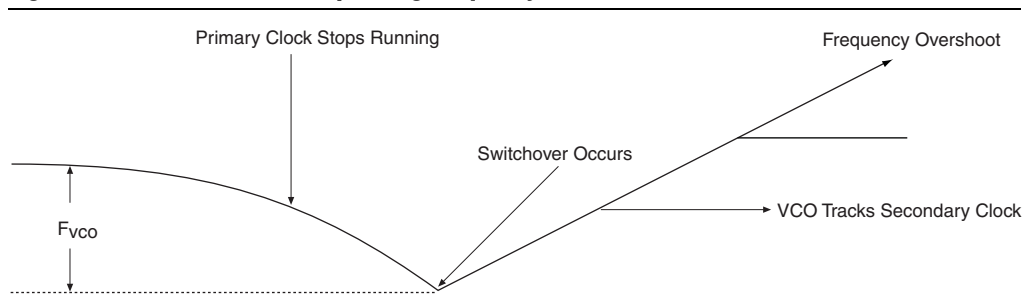 Primary Clock Stops Running
Frequency Overshoot
Switchover Occurs
VCO Tracks Secondary Clock
Fvco